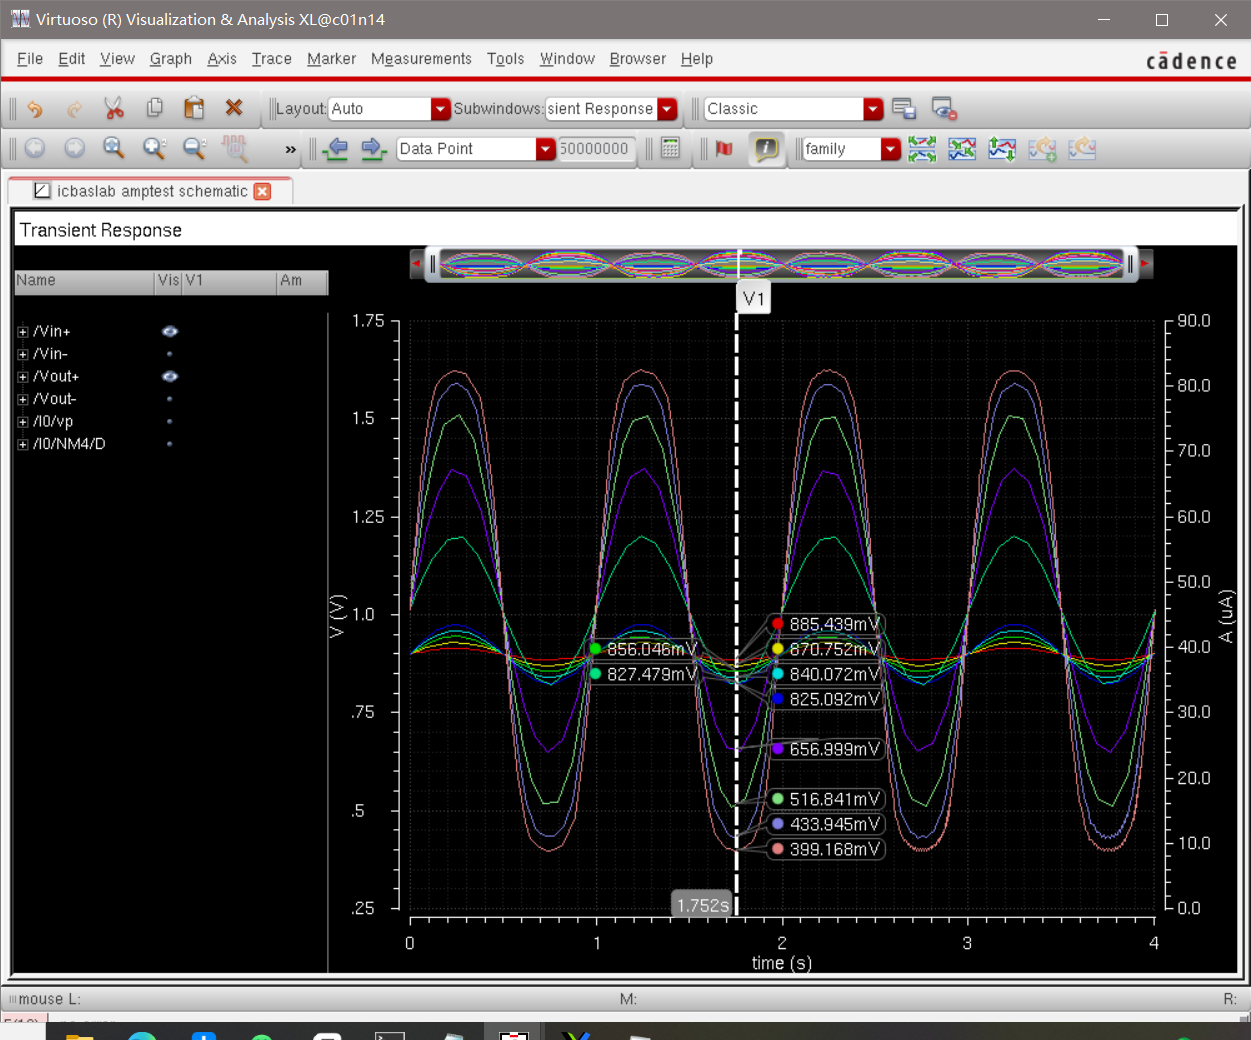 Virtuoso (R) Visualization & Analysis XL@c01n14
File Edit View Graph Axis Trace Marker Measurements Tools Window Browser Help
cādence
Layout: Auto Subwindows: sient Response Classic
» Data Point 50000000 family
icbaslab amptest schematic
Transient Response
Name Vis V1 Am
V1
/Vin+
/Vin-
/Vout+
/Vout-
/I0/vp
/I0/NM4/D
1.75
1.5
1.25
1.0
.75
.5
.25
V (V)
90.0
80.0
70.0
60.0
50.0
40.0
30.0
20.0
10.0
0.0
A (uA)
885.439mV
856.046mV
870.752mV
827.479mV
840.072mV
825.092mV
656.999mV
516.841mV
433.945mV
399.168mV
1.752s
0 1 2 3 4
time (s)
mouse L: M: R: